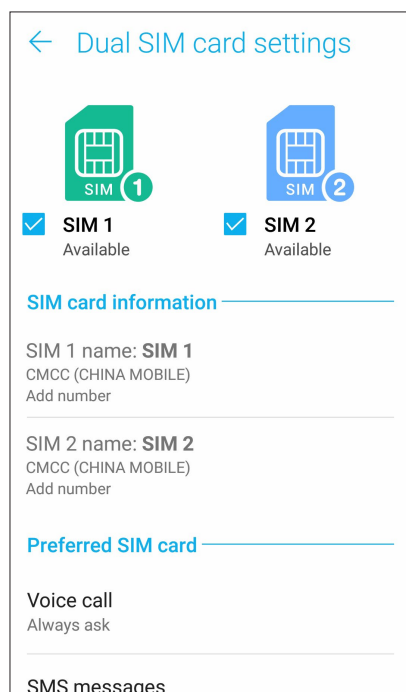 Dual SIM card settings
SIM 1
SIM 2
SIM 1
SIM 2
Available
Available
SIM card information
SIM 1 name: SIM 1
CMCC (CHINA MOBILE)
Add number
SIM 2 name: SIM 2
CMCC (CHINA MOBILE)
Add number
Preferred SIM card
Voice call
Always ask
SMS messages